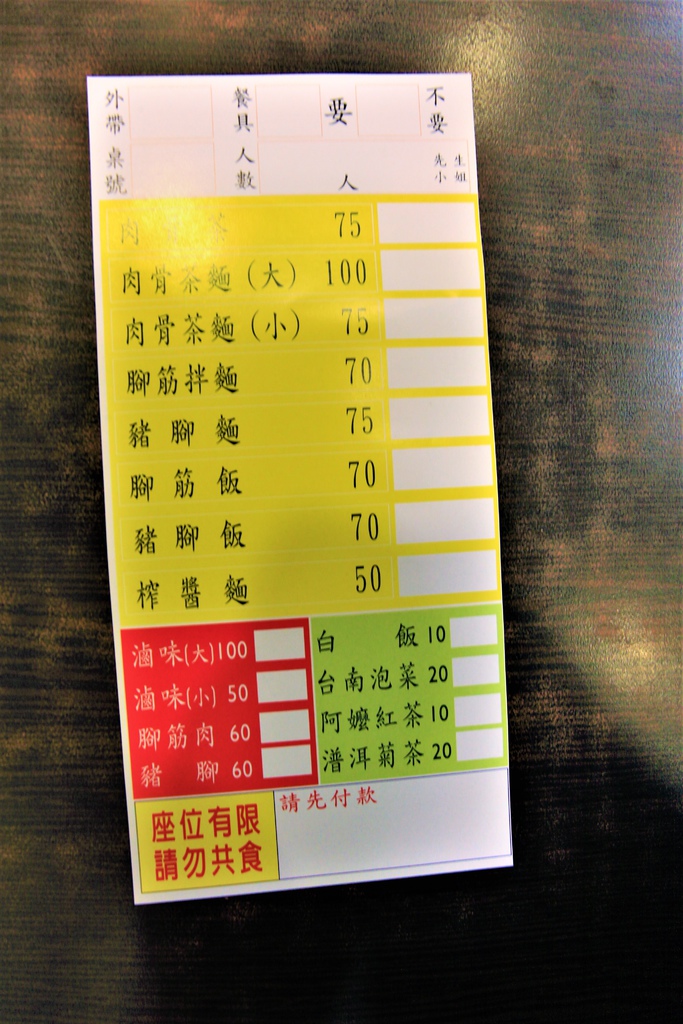 外帶 餐具 要 不要
桌號 人數 人 先生 小姐
肉骨茶 75
肉骨茶麵(大) 100
肉骨茶麵(小) 75
腳筋拌麵 70
豬腳麵 75
腳筋飯 70
豬腳飯 70
榨醬麵 50
滷味(大)100
滷味(小) 50
腳筋肉 60
豬腳 60
白飯 10
台南泡菜 20
阿嬤紅茶 10
潽洱菊茶 20
座位有限
請勿共食
請先付款